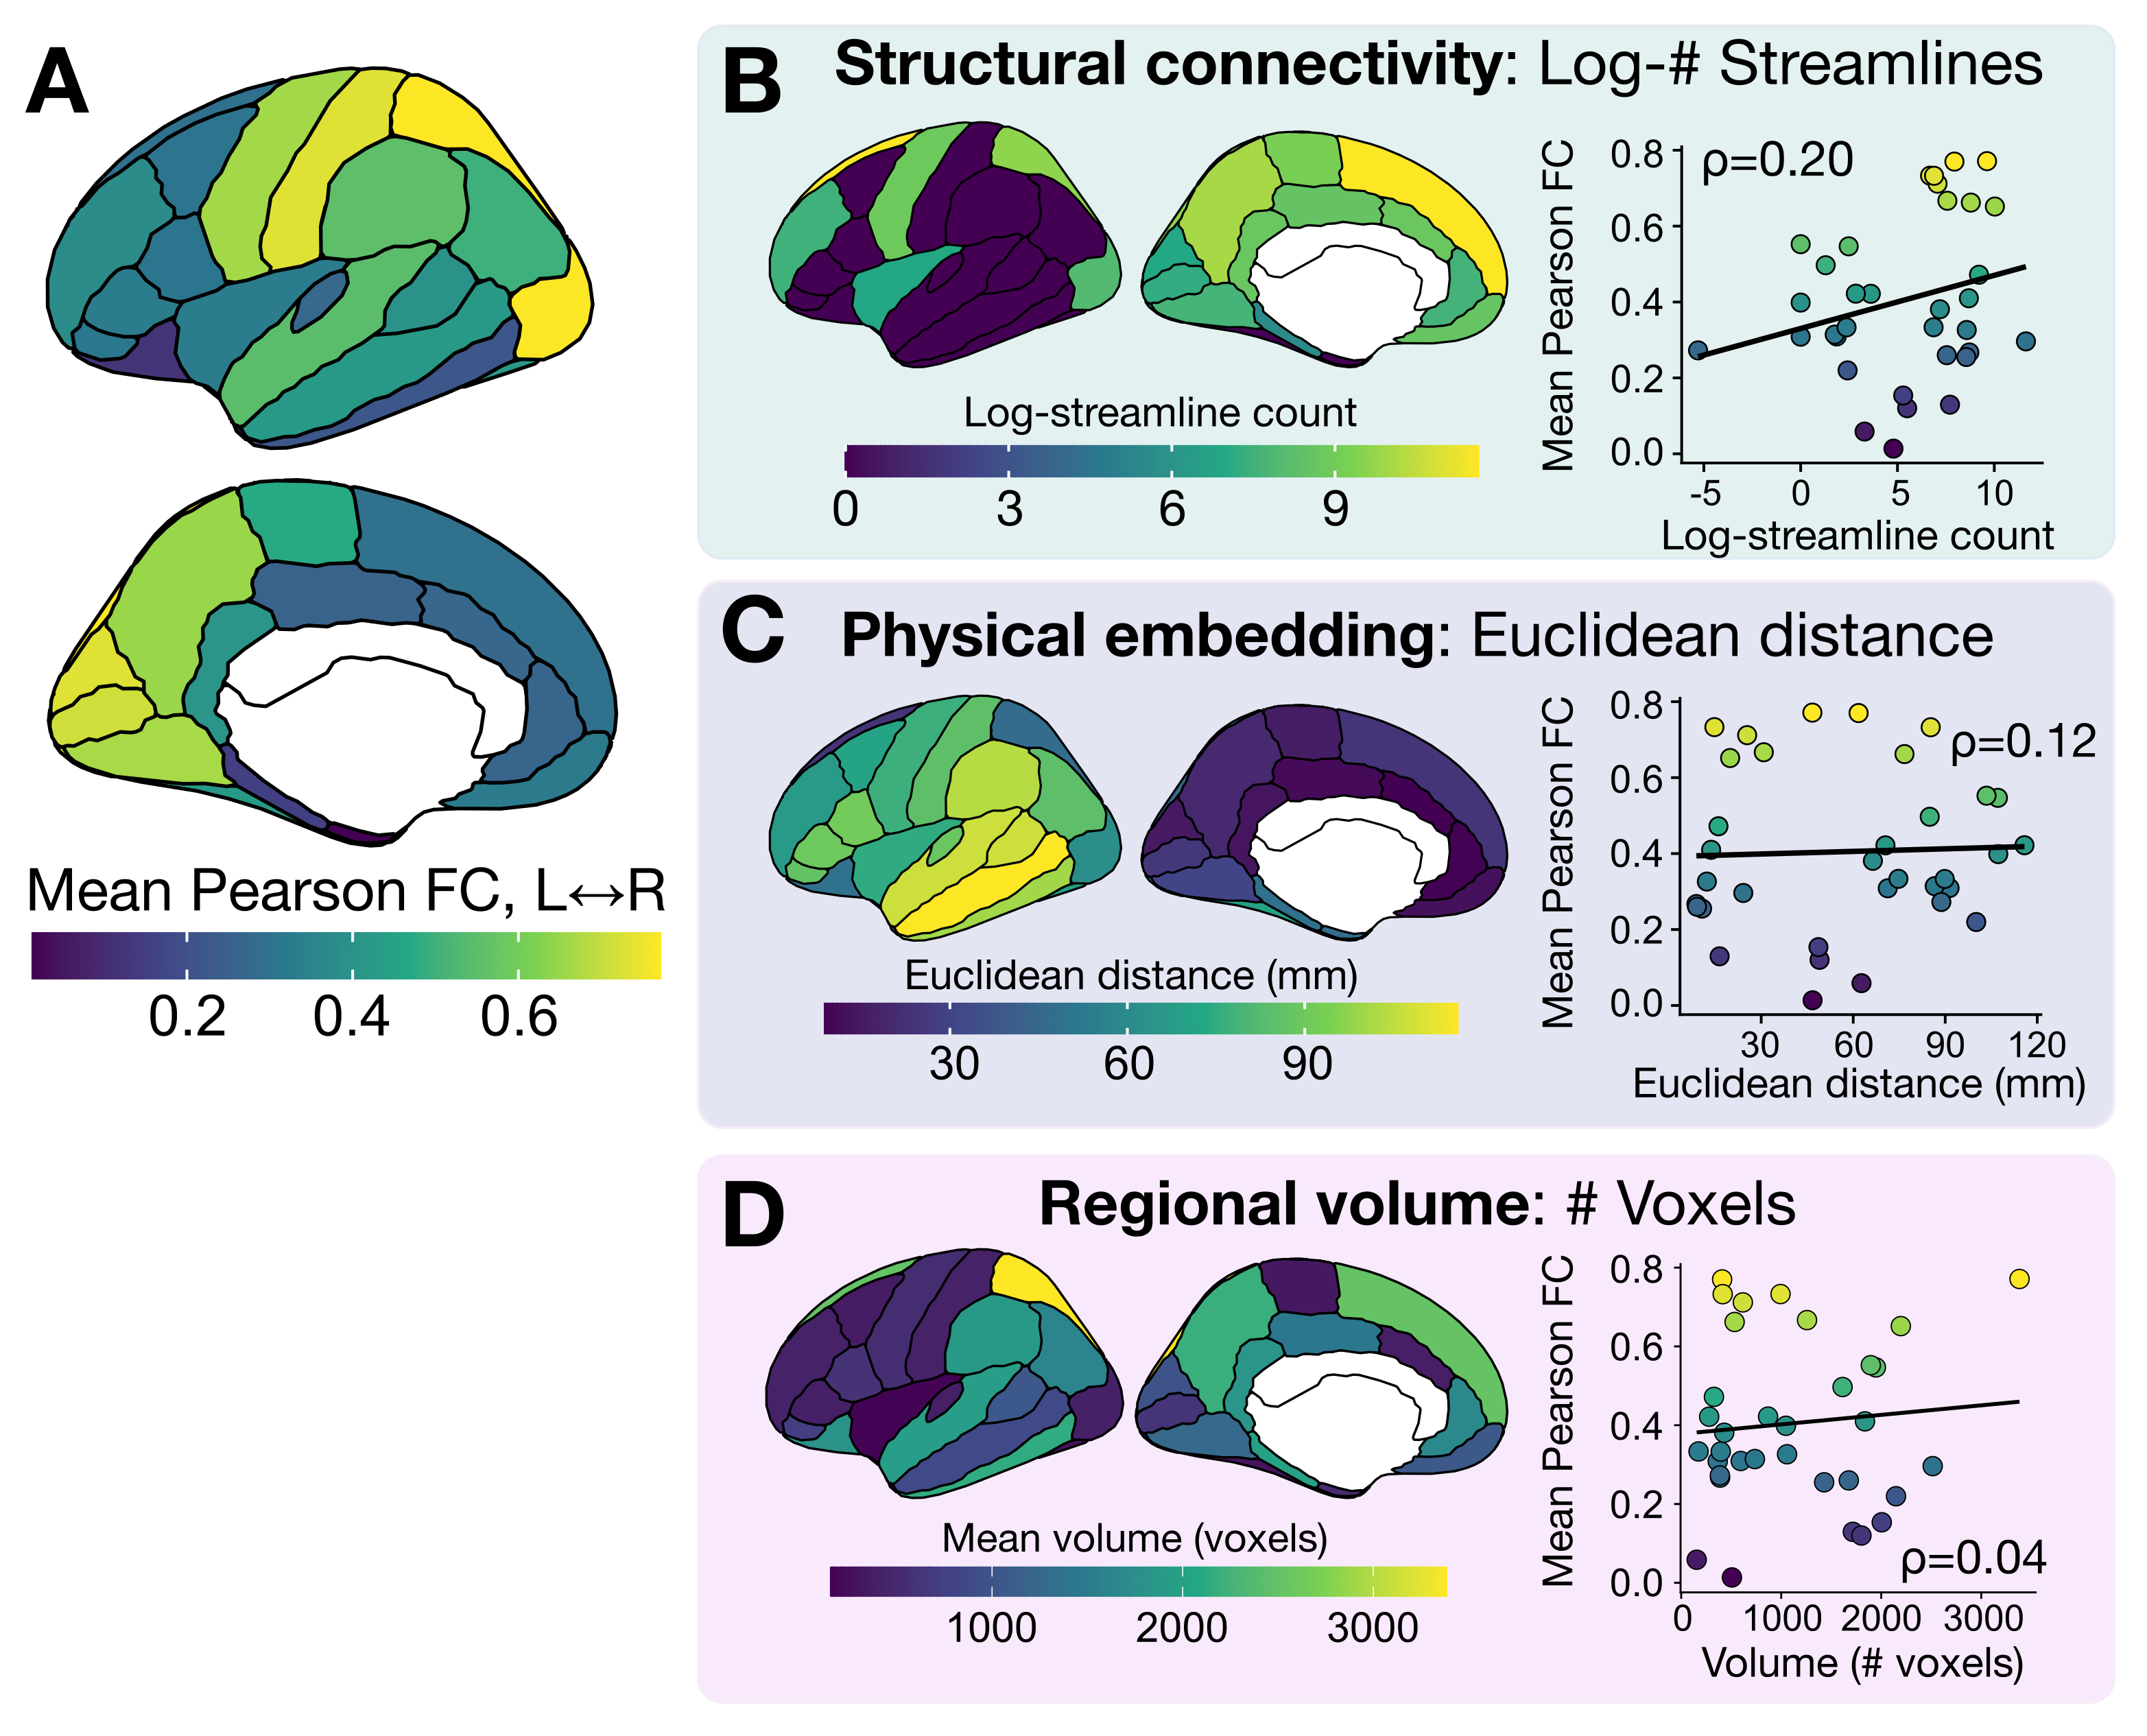 A
Mean Pearson FC, L↔R
0.2 0.4 0.6
B
Structural connectivity: Log-# Streamlines
Log-streamline count
0 3 6 9
Mean Pearson FC
0.8
0.6
0.4
0.2
0.0
ρ=0.20
-5 0 5 10
Log-streamline count
C
Physical embedding: Euclidean distance
Euclidean distance (mm)
30 60 90
Mean Pearson FC
0.8
0.6
0.4
0.2
0.0
ρ=0.12
30 60 90 120
Euclidean distance (mm)
D
Regional volume: # Voxels
Mean volume (voxels)
1000 2000 3000
Mean Pearson FC
0.8
0.6
0.4
0.2
0.0
ρ=0.04
0 1000 2000 3000
Volume (# voxels)